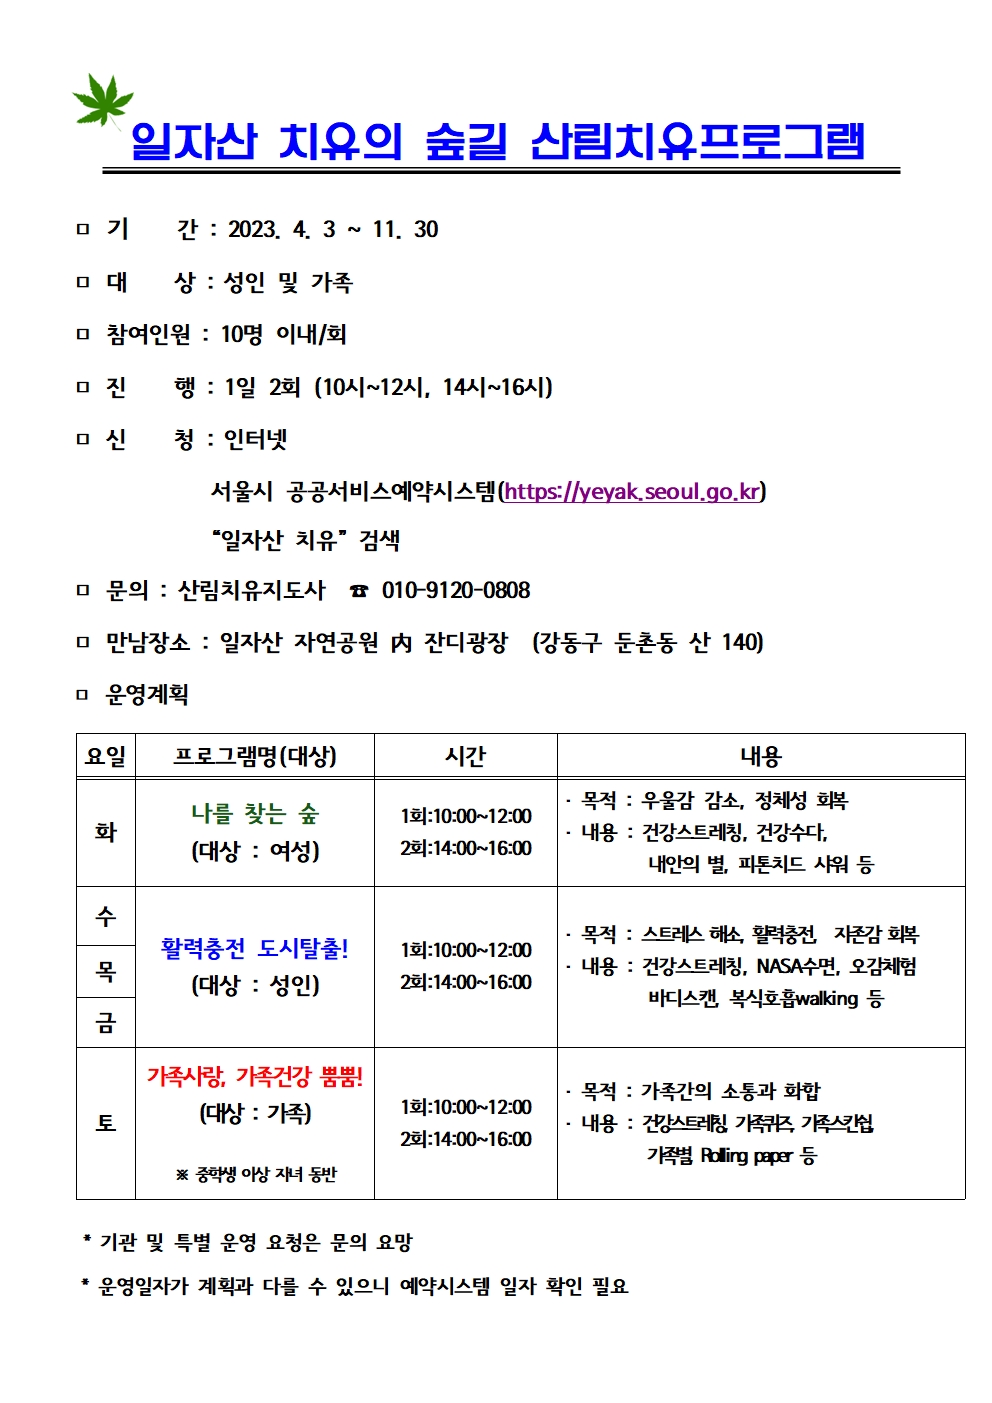 일자산 치유의 숲길 산림치유프로그램
□ 기 간 : 2023. 4. 3 ~ 11. 30
□ 대 상 : 성인 및 가족
□ 참여인원 : 10명 이내/회
□ 진 행 : 1일 2회 (10시~12시, 14시~16시)
□ 신 청 : 인터넷
서울시 공공서비스예약시스템(https://yeyak.seoul.go.kr)
“일자산 치유” 검색
□ 문의 : 산림치유지도사 ☎ 010-9120-0808
□ 만남장소 : 일자산 자연공원 內 잔디광장 (강동구 둔촌동 산 140)
□ 운영계획
요일 프로그램명(대상) 시간 내용
화
나를 찾는 숲
(대상 : 여성)
1회:10:00~12:00
2회:14:00~16:00
· 목적 : 우울감 감소, 정체성 회복
· 내용 : 건강스트레칭, 건강수다,
내안의 별, 피톤치드 샤워 등
수
목
금
활력충전 도시탈출!
(대상 : 성인)
1회:10:00~12:00
2회:14:00~16:00
· 목적 : 스트레스 해소, 활력충전, 자존감 회복
· 내용 : 건강스트레칭, NASA수면, 오감체험
바디스캔, 복식호흡walking 등
토
가족사랑, 가족건강 뿜뿜!
(대상 : 가족)
※ 중학생 이상 자녀 동반
1회:10:00~12:00
2회:14:00~16:00
· 목적 : 가족간의 소통과 화합
· 내용 : 건강스트레칭, 가족퀴즈, 가족스킨쉽,
가족별, Rolling paper 등
* 기관 및 특별 운영 요청은 문의 요망
* 운영일자가 계획과 다를 수 있으니 예약시스템 일자 확인 필요